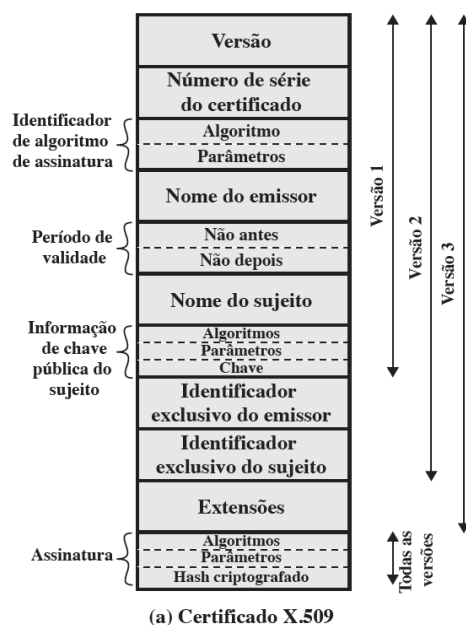 Versão
Número de série
do certificado
Identificador
de algoritmo
de assinatura
Algoritmo
Parâmetros
Nome do emissor
Período de
validade
Não antes
Não depois
Nome do sujeito
Informação
de chave
pública do
sujeito
Algoritmos
Parâmetros
Chave
Identificador
exclusivo do emissor
Identificador
exclusivo do sujeito
Extensões
Assinatura
Algoritmos
Parâmetros
Hash criptografado
Versão 1
Versão 2
Versão 3
Todas as
versões
(a) Certificado X.509